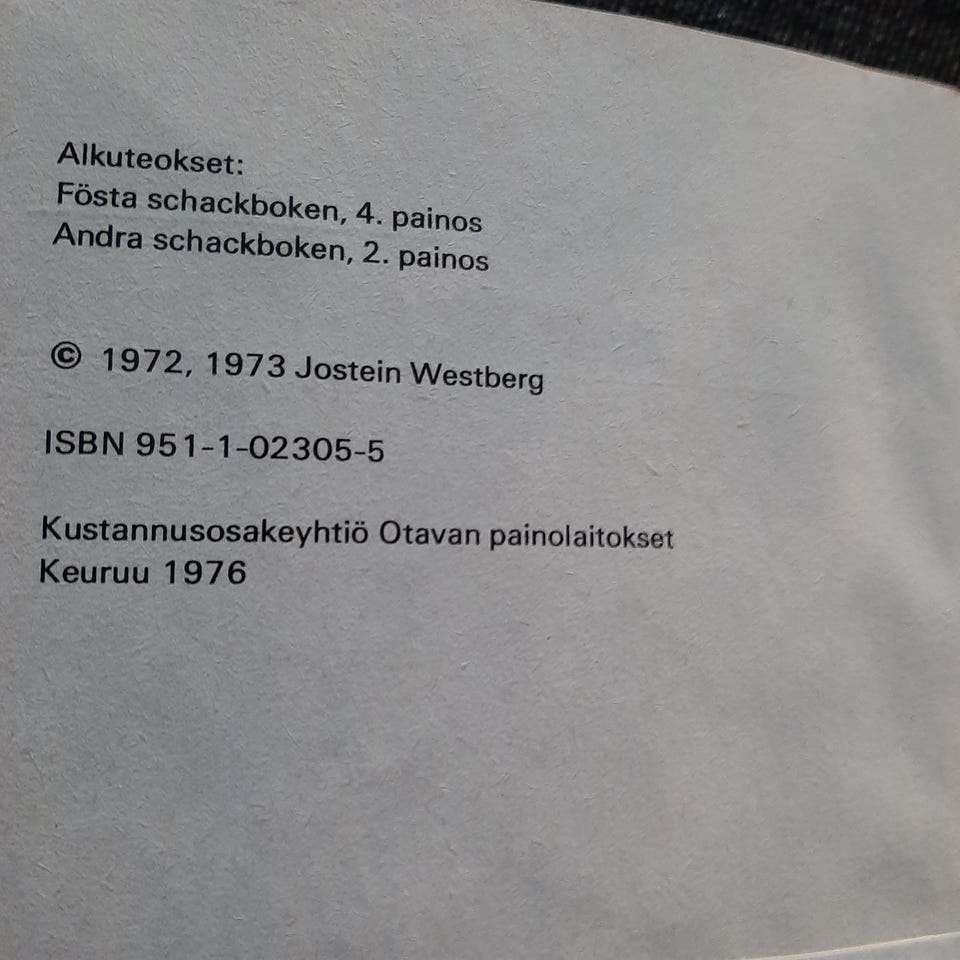 Alkuteokset:
Fösta schackboken, 4. painos
Andra schackboken, 2. painos
© 1972, 1973 Jostein Westberg
ISBN 951-1-02305-5
Kustannusosakeyhtiö Otavan painolaitokset
Keuruu 1976